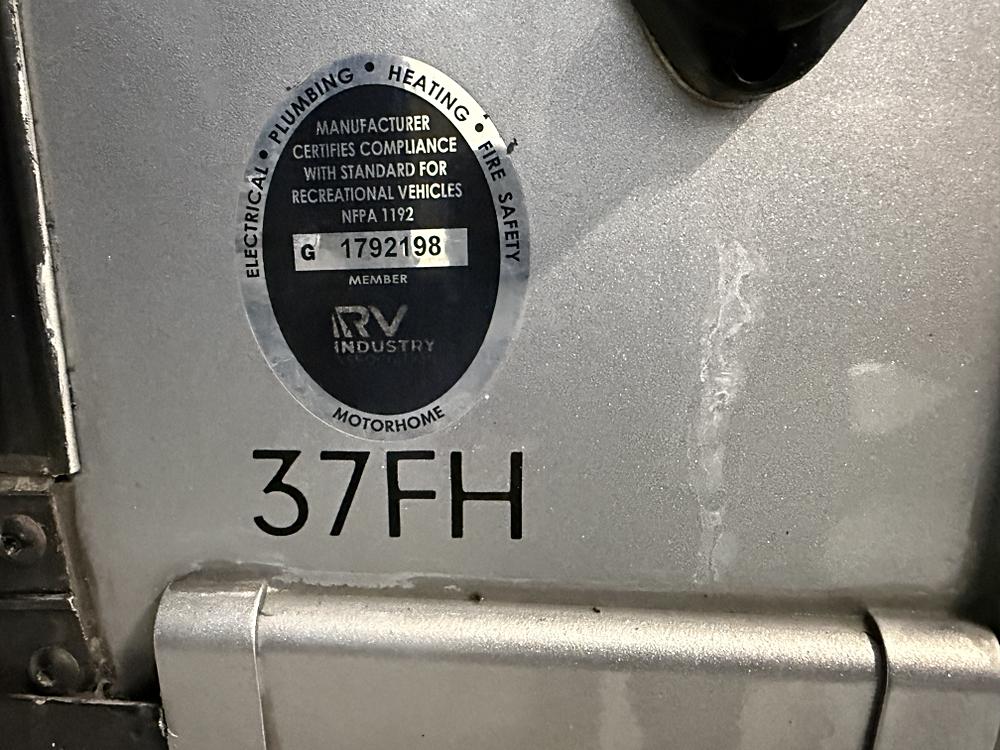 ELECTRICAL • PLUMBING • HEATING • FIRE SAFETY
MANUFACTURER
CERTIFIES COMPLIANCE
WITH STANDARD FOR
RECREATIONAL VEHICLES
NFPA 1192
G 1792198
MEMBER
RV
INDUSTRY
MOTORHOME
37FH